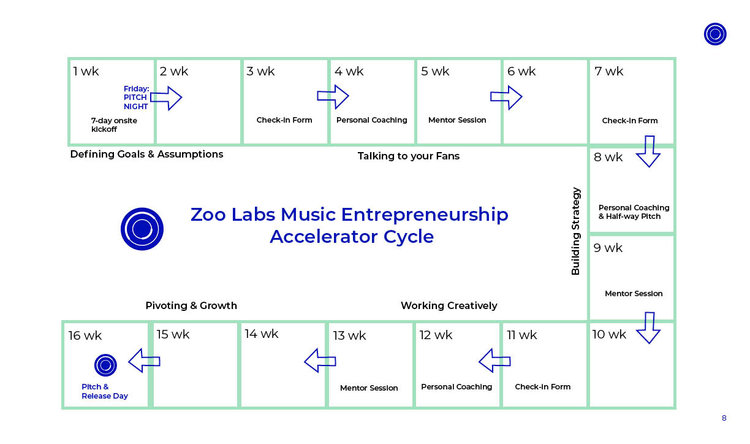 1 wk
Friday:
PITCH
NIGHT
7-day onsite
kickoff
2 wk
3 wk
Check-in Form
4 wk
Personal Coaching
5 wk
Mentor Session
6 wk
7 wk
Check-in Form
Defining Goals & Assumptions
Talking to your Fans
8 wk
Personal Coaching
& Half-way Pitch
Building Strategy
Zoo Labs Music Entrepreneurship
Accelerator Cycle
9 wk
Mentor Session
Pivoting & Growth
Working Creatively
16 wk
Pitch &
Release Day
15 wk
14 wk
13 wk
Mentor Session
12 wk
Personal Coaching
11 wk
Check-in Form
10 wk
8